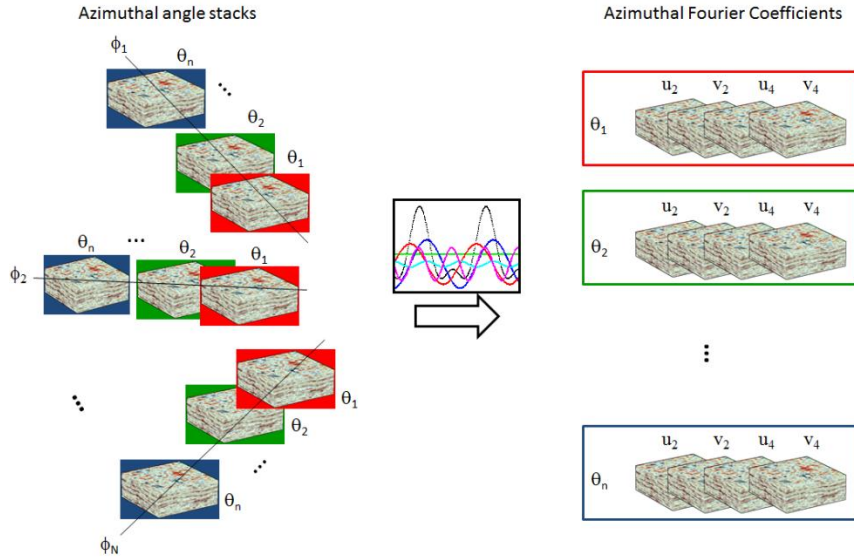 Azimuthal angle stacks
Azimuthal Fourier Coefficients
ϕ1
θn
...
θ2
θ1
ϕ2
θn
...
θ2
θ1
...
θ1
θ2
...
θn
ϕN
θ1
u2 v2 u4 v4
θ2
u2 v2 u4 v4
...
θn
u2 v2 u4 v4